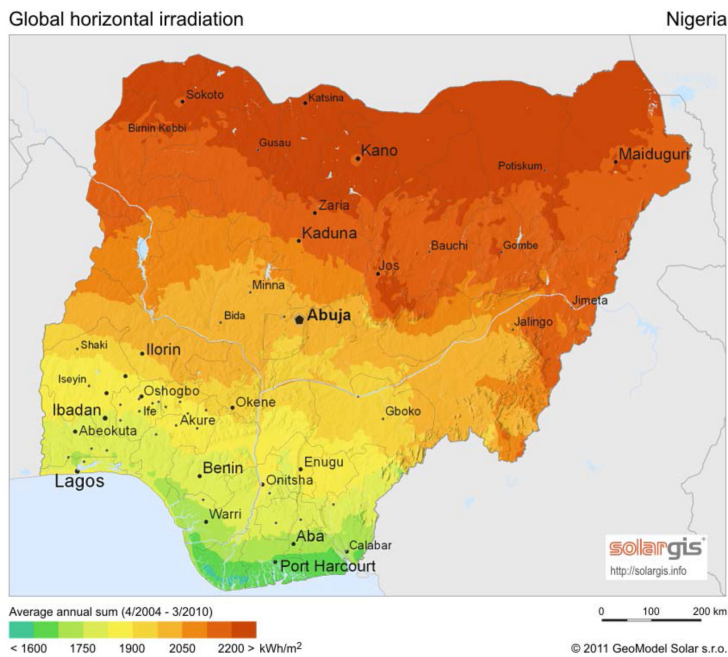 Global horizontal irradiation
Nigeria
Sokoto
Katsina
Birnin Kebbi
Gusau
Kano
Potiskum
Maiduguri
Zaria
Kaduna
Bauchi
Gombe
Jos
Minna
Jimeta
Bida
Abuja
Jalingo
Shaki
Ilorin
Iseyin
Oshogbo
Ibadan
Ife
Okene
Gboko
Akure
Abeokuta
Benin
Enugu
Lagos
Onitsha
Warri
Aba
Calabar
Port Harcourt
solargis®
http://solargis.info
Average annual sum (4/2004 - 3/2010)
0 100 200 km
< 1600 1750 1900 2050 2200 > kWh/m²
© 2011 GeoModel Solar s.r.o.